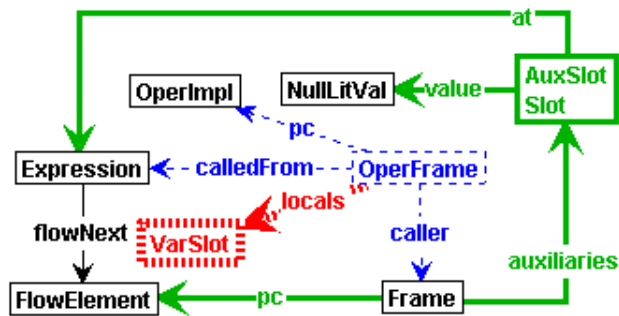 at
AuxSlot
Slot
OperImpl
NullLitVal
value
pc
Expression
calledFrom
OperFrame
locals
flowNext
VarSlot
caller
auxiliaries
FlowElement
pc
Frame